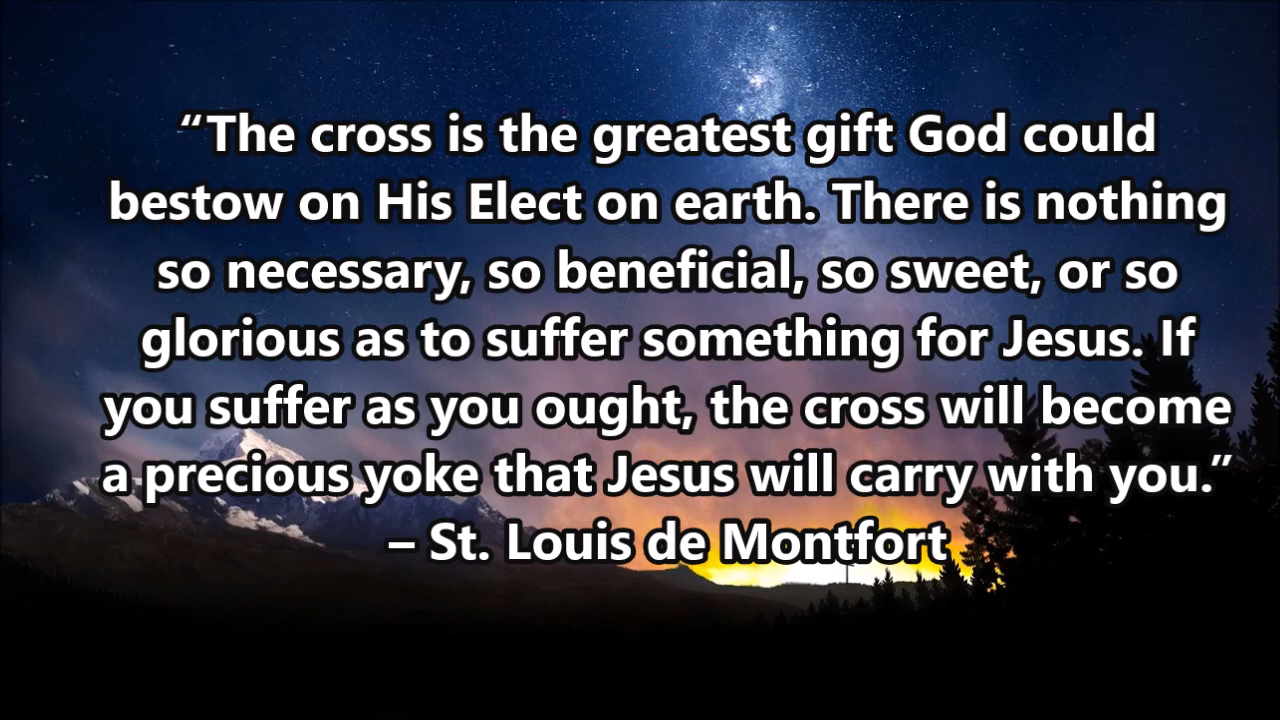 “The cross is the greatest gift God could
bestow on His Elect on earth. There is nothing
so necessary, so beneficial, so sweet, or so
glorious as to suffer something for Jesus. If
you suffer as you ought, the cross will become
a precious yoke that Jesus will carry with you.”
– St. Louis de Montfort